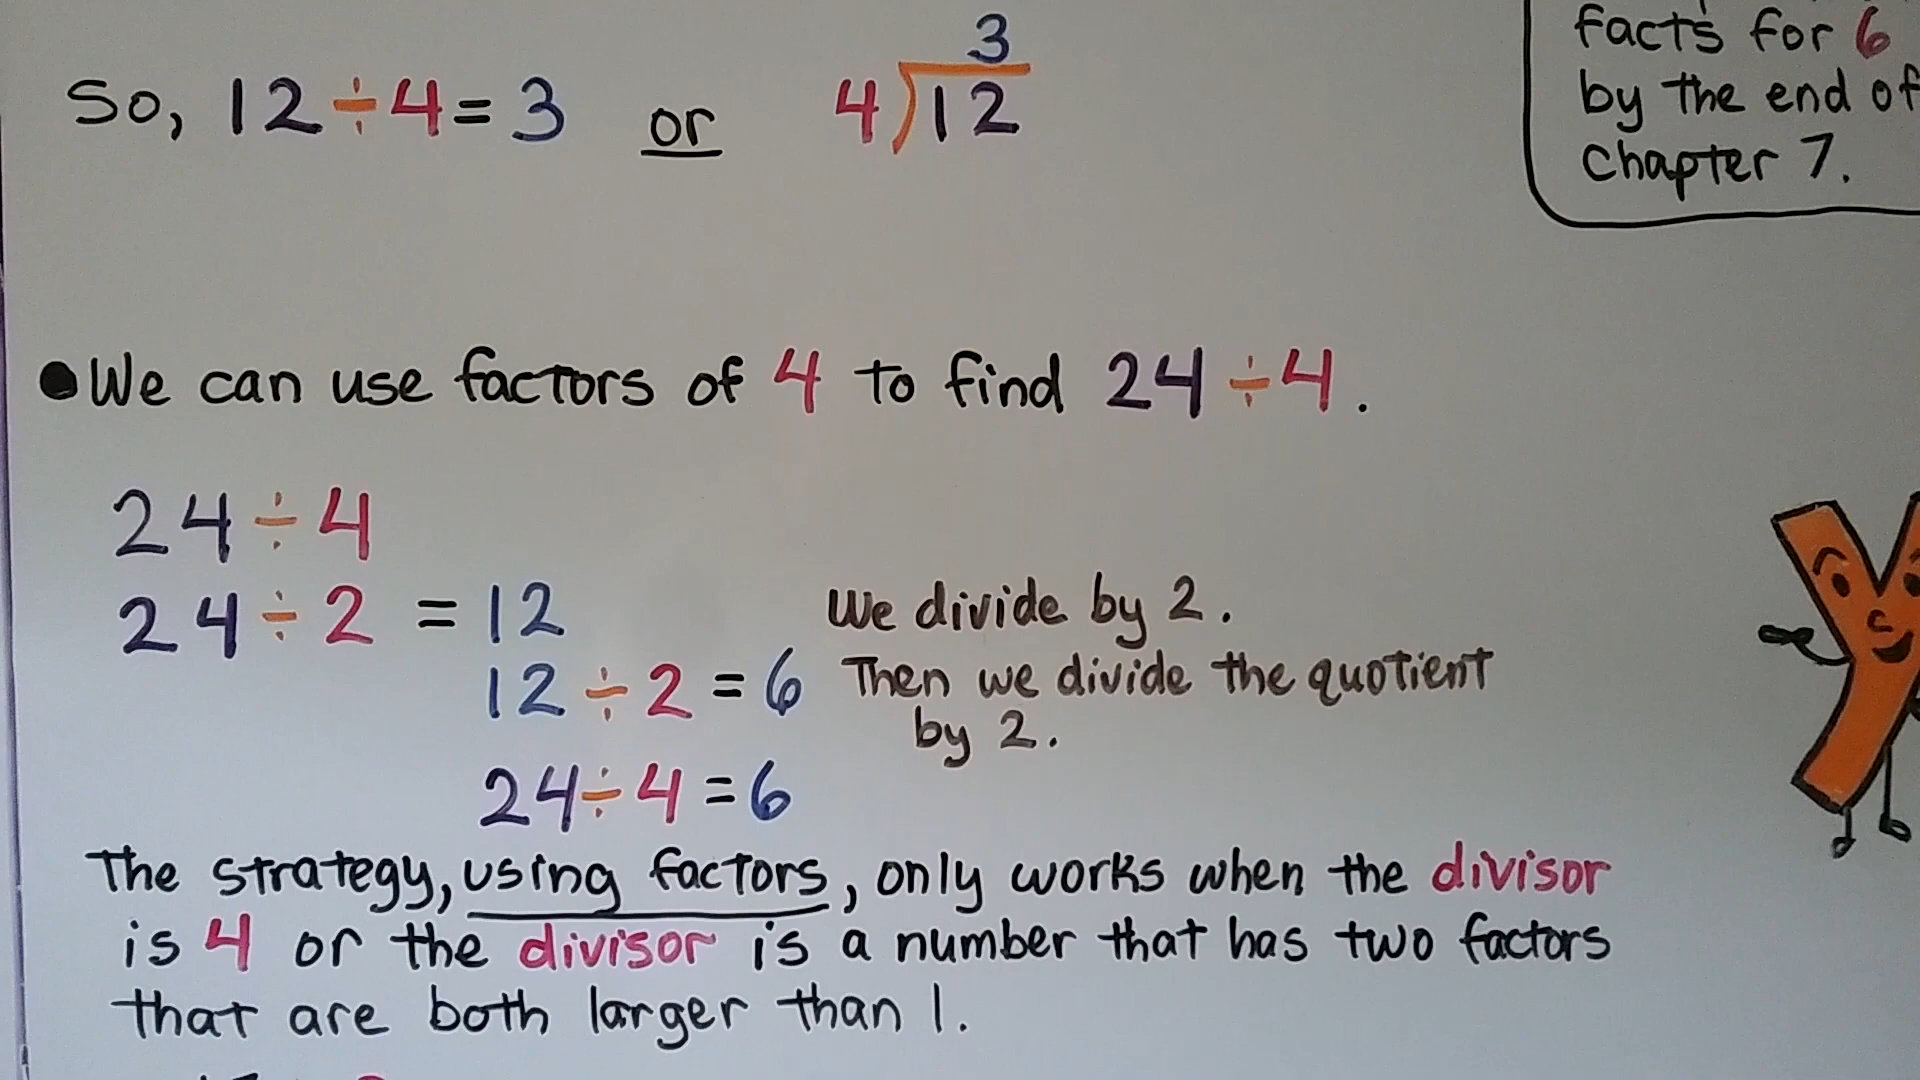 So, 12 ÷ 4 = 3 or 4)12 3
facts for 6
by the end of
Chapter 7.
●We can use factors of 4 to find 24 ÷ 4.
24 ÷ 4
24 ÷ 2 = 12 We divide by 2.
12 ÷ 2 = 6 Then we divide the quotient
by 2.
24 ÷ 4 = 6
The strategy, using factors, only works when the divisor
is 4 or the divisor is a number that has two factors
that are both larger than 1.